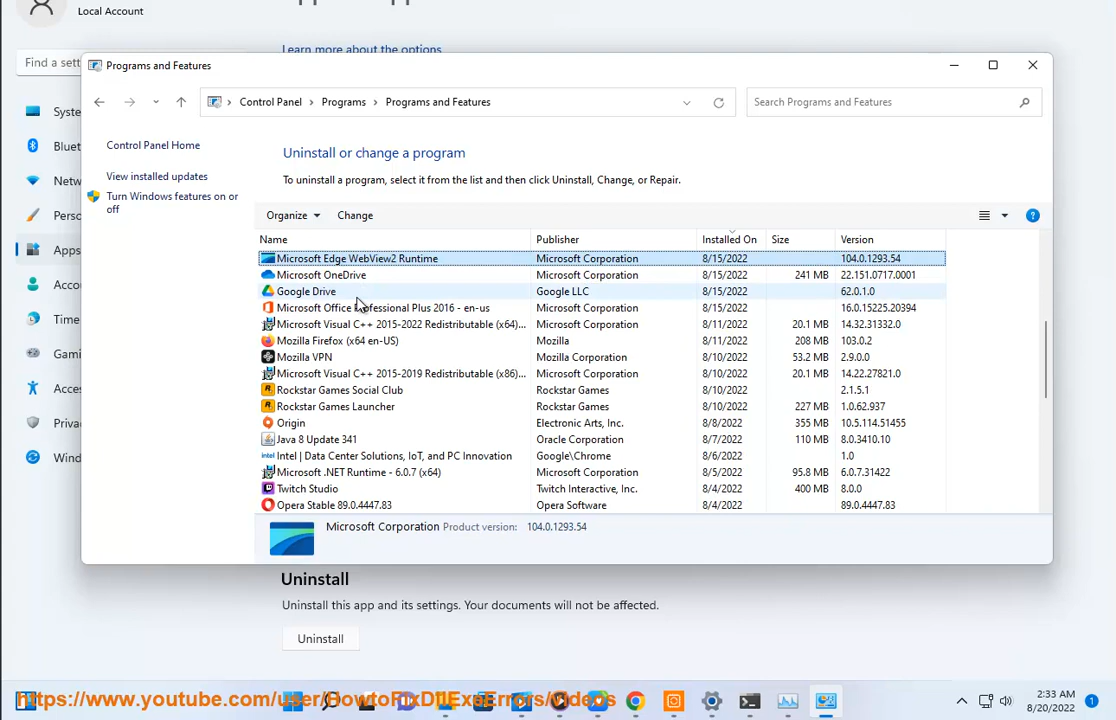 Local Account
Learn more about the options
Find a sett
Programs and Features
Control Panel > Programs > Programs and Features
Search Programs and Features
Syste
Bluet
Netw
Perso
Apps
Accou
Time
Gami
Acces
Privac
Wind
Control Panel Home
View installed updates
Turn Windows features on or
off
Uninstall or change a program
To uninstall a program, select it from the list and then click Uninstall, Change, or Repair.
Organize Change
Name Publisher Installed On Size Version
Microsoft Edge WebView2 Runtime Microsoft Corporation 8/15/2022 104.0.1293.54
Microsoft OneDrive Microsoft Corporation 8/15/2022 241 MB 22.151.0717.0001
Google Drive Google LLC 8/15/2022 62.0.1.0
Microsoft Office Professional Plus 2016 - en-us Microsoft Corporation 8/15/2022 16.0.15225.20394
Microsoft Visual C++ 2015-2022 Redistributable (x64)... Microsoft Corporation 8/11/2022 20.1 MB 14.32.31332.0
Mozilla Firefox (x64 en-US) Mozilla 8/11/2022 208 MB 103.0.2
Mozilla VPN Mozilla Corporation 8/10/2022 53.2 MB 2.9.0.0
Microsoft Visual C++ 2015-2019 Redistributable (x86)... Microsoft Corporation 8/10/2022 20.1 MB 14.22.27821.0
Rockstar Games Social Club Rockstar Games 8/10/2022 2.1.5.1
Rockstar Games Launcher Rockstar Games 8/10/2022 227 MB 1.0.62.937
Origin Electronic Arts, Inc. 8/8/2022 355 MB 10.5.114.51455
Java 8 Update 341 Oracle Corporation 8/7/2022 110 MB 8.0.3410.10
Intel | Data Center Solutions, IoT, and PC Innovation Google\Chrome 8/6/2022 1.0
Microsoft .NET Runtime - 6.0.7 (x64) Microsoft Corporation 8/5/2022 95.8 MB 6.0.7.31422
Twitch Studio Twitch Interactive, Inc. 8/4/2022 400 MB 8.0.0
Opera Stable 89.0.4447.83 Opera Software 8/4/2022 89.0.4447.83
Microsoft Corporation Product version: 104.0.1293.54
Uninstall
Uninstall this app and its settings. Your documents will not be affected.
Uninstall
https://www.youtube.com/user/HowtoFixDllExeErrors/videos
2:33 AM
8/20/2022
1